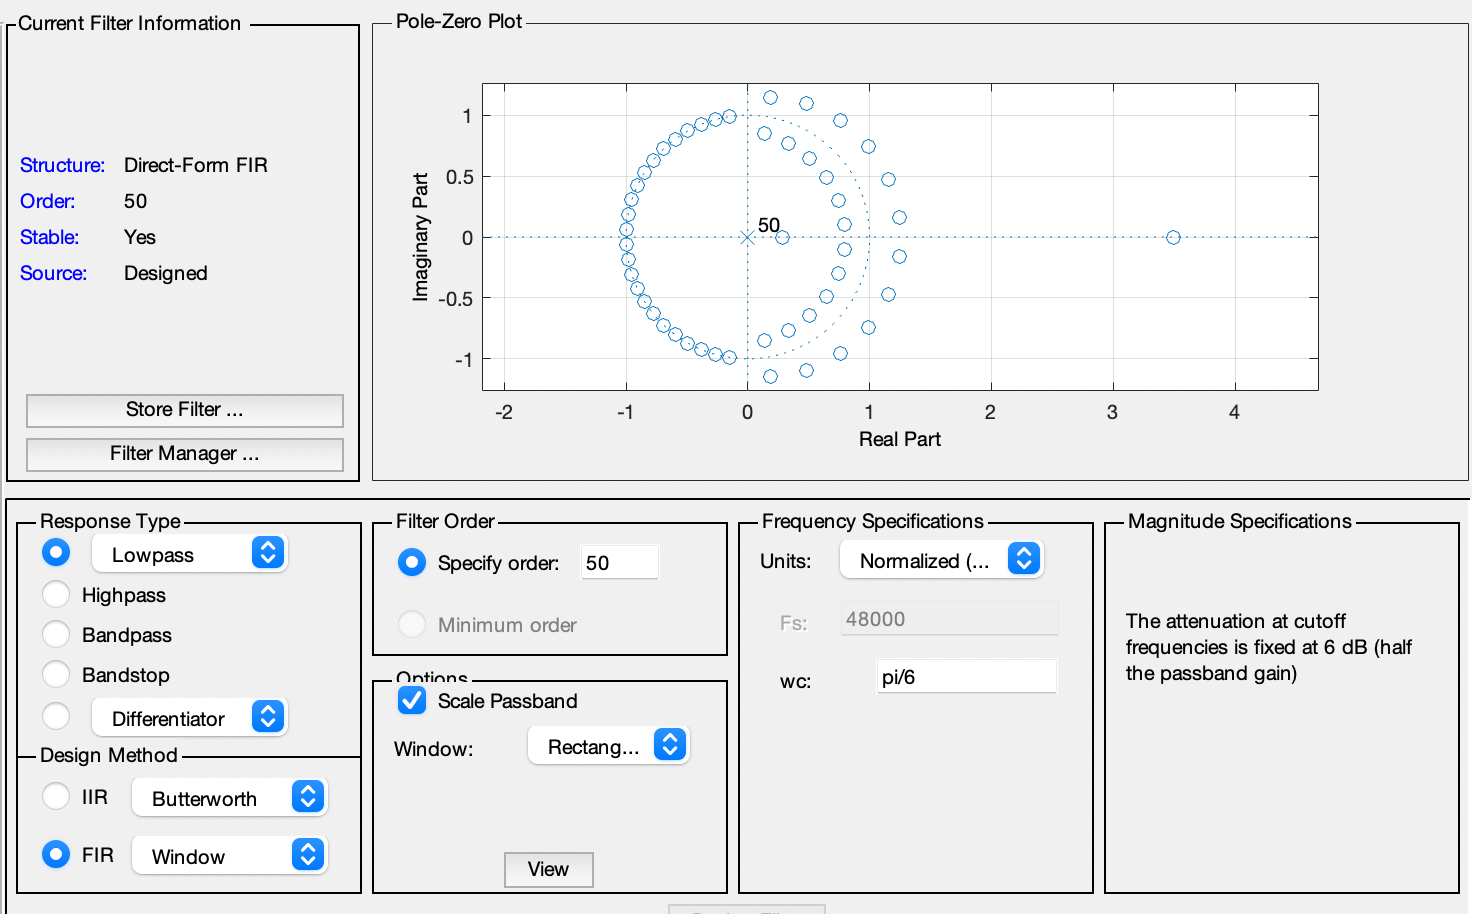 Current Filter Information
Structure: Direct-Form FIR
Order: 50
Stable: Yes
Source: Designed
Store Filter ...
Filter Manager ...
Pole-Zero Plot
1
0.5
0
-0.5
-1
Imaginary Part
50
-2 -1 0 1 2 3 4
Real Part
Response Type
Lowpass
Highpass
Bandpass
Bandstop
Differentiator
Design Method
IIR Butterworth
FIR Window
Filter Order
Specify order: 50
Minimum order
Options
Scale Passband
Window: Rectang...
View
Frequency Specifications
Units: Normalized (...
Fs: 48000
wc: pi/6
Magnitude Specifications
The attenuation at cutoff
frequencies is fixed at 6 dB (half
the passband gain)